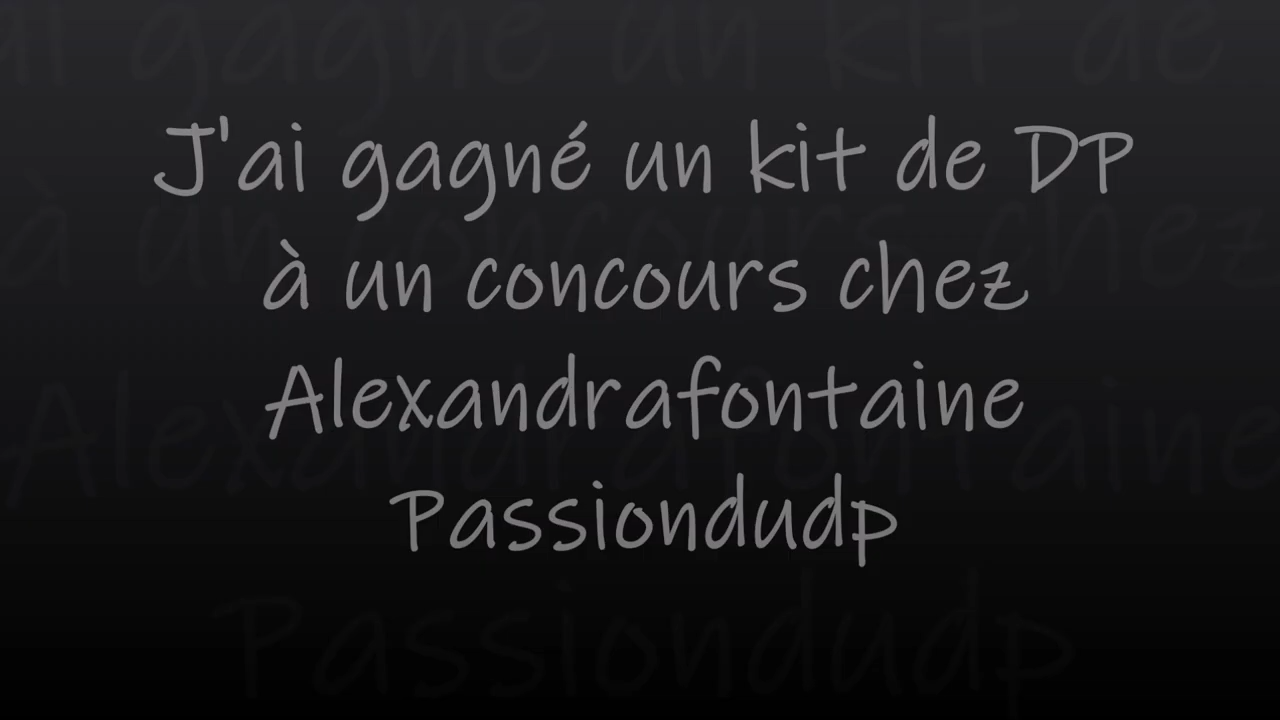 J'ai gagné un kit de DP
à un concours chez
Alexandrafontaine
Passiondudp